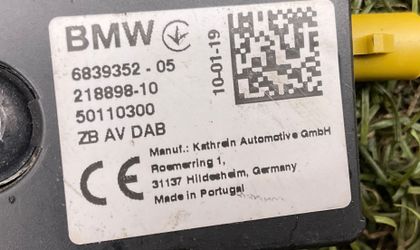 BMW
6839352 - 05
218898-10
50110300
ZB AV DAB
10-01-19
Manuf.: Kathrein Automotive GmbH
Roemerring 1,
31137 Hildesheim, Germany
Made in Portugal
CE